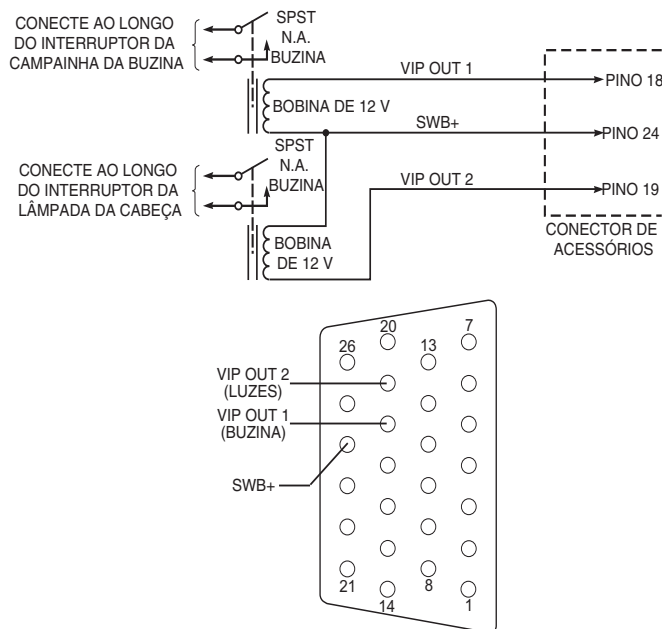 CONECTE AO LONGO
DO INTERRUPTOR DA
CAMPAINHA DA BUZINA
SPST
N.A.
BUZINA
VIP OUT 1
PINO 18
BOBINA DE 12 V
SWB+
PINO 24
SPST
N.A.
BUZINA
CONECTE AO LONGO
DO INTERRUPTOR DA
LÂMPADA DA CABEÇA
VIP OUT 2
PINO 19
BOBINA
DE 12 V
CONECTOR DE
ACESSÓRIOS
20
7
26
13
VIP OUT 2
(LUZES)
VIP OUT 1
(BUZINA)
SWB+
21
8
14
1